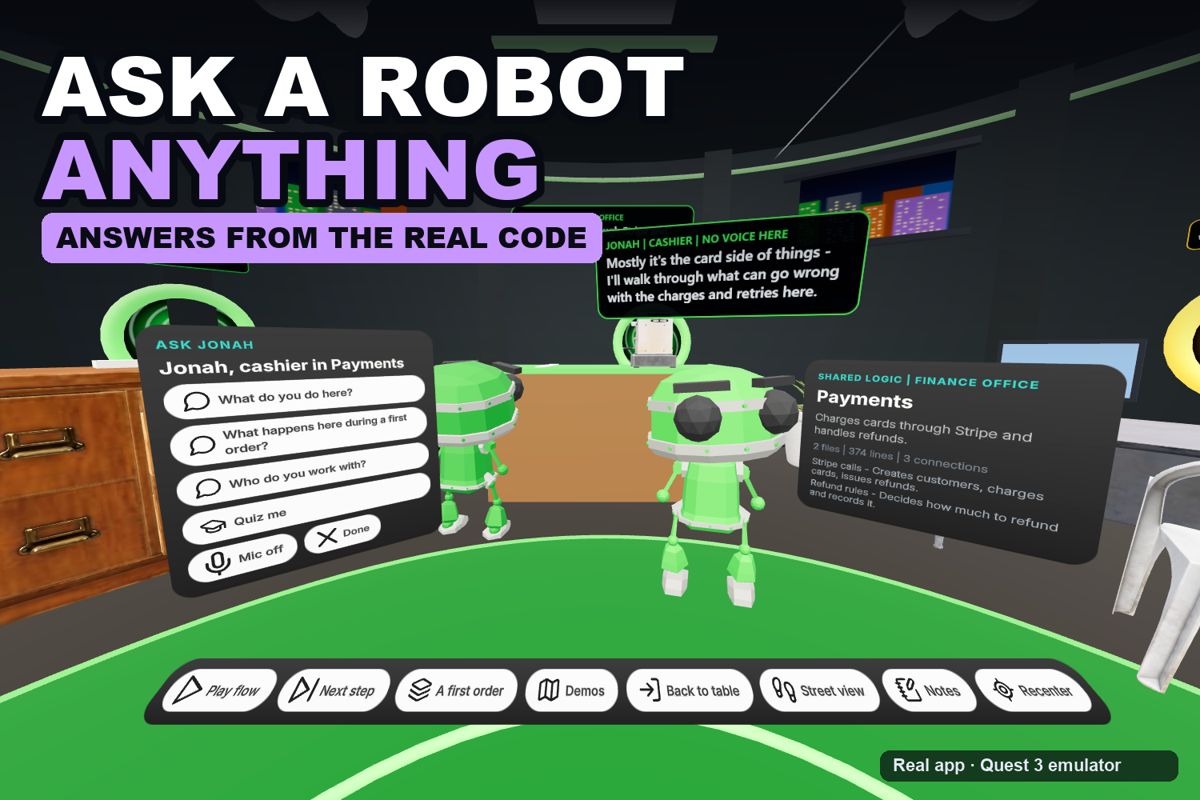 ASK A ROBOT
ANYTHING
ANSWERS FROM THE REAL CODE
OFFICE
JONAH | CASHIER | NO VOICE HERE
Mostly it's the card side of things -
I'll walk through what can go wrong
with the charges and retries here.
ASK JONAH
Jonah, cashier in Payments
What do you do here?
What happens here during a first
order?
Who do you work with?
Quiz me
Mic off
Done
SHARED LOGIC | FINANCE OFFICE
Payments
Charges cards through Stripe and
handles refunds.
2 files | 374 lines | 3 connections
Stripe calls - Creates customers, charges
cards, issues refunds.
Refund rules - Decides how much to refund
and records it.
Play flow
Next step
A first order
Demos
Back to table
Street view
Notes
Recenter
Real app · Quest 3 emulator